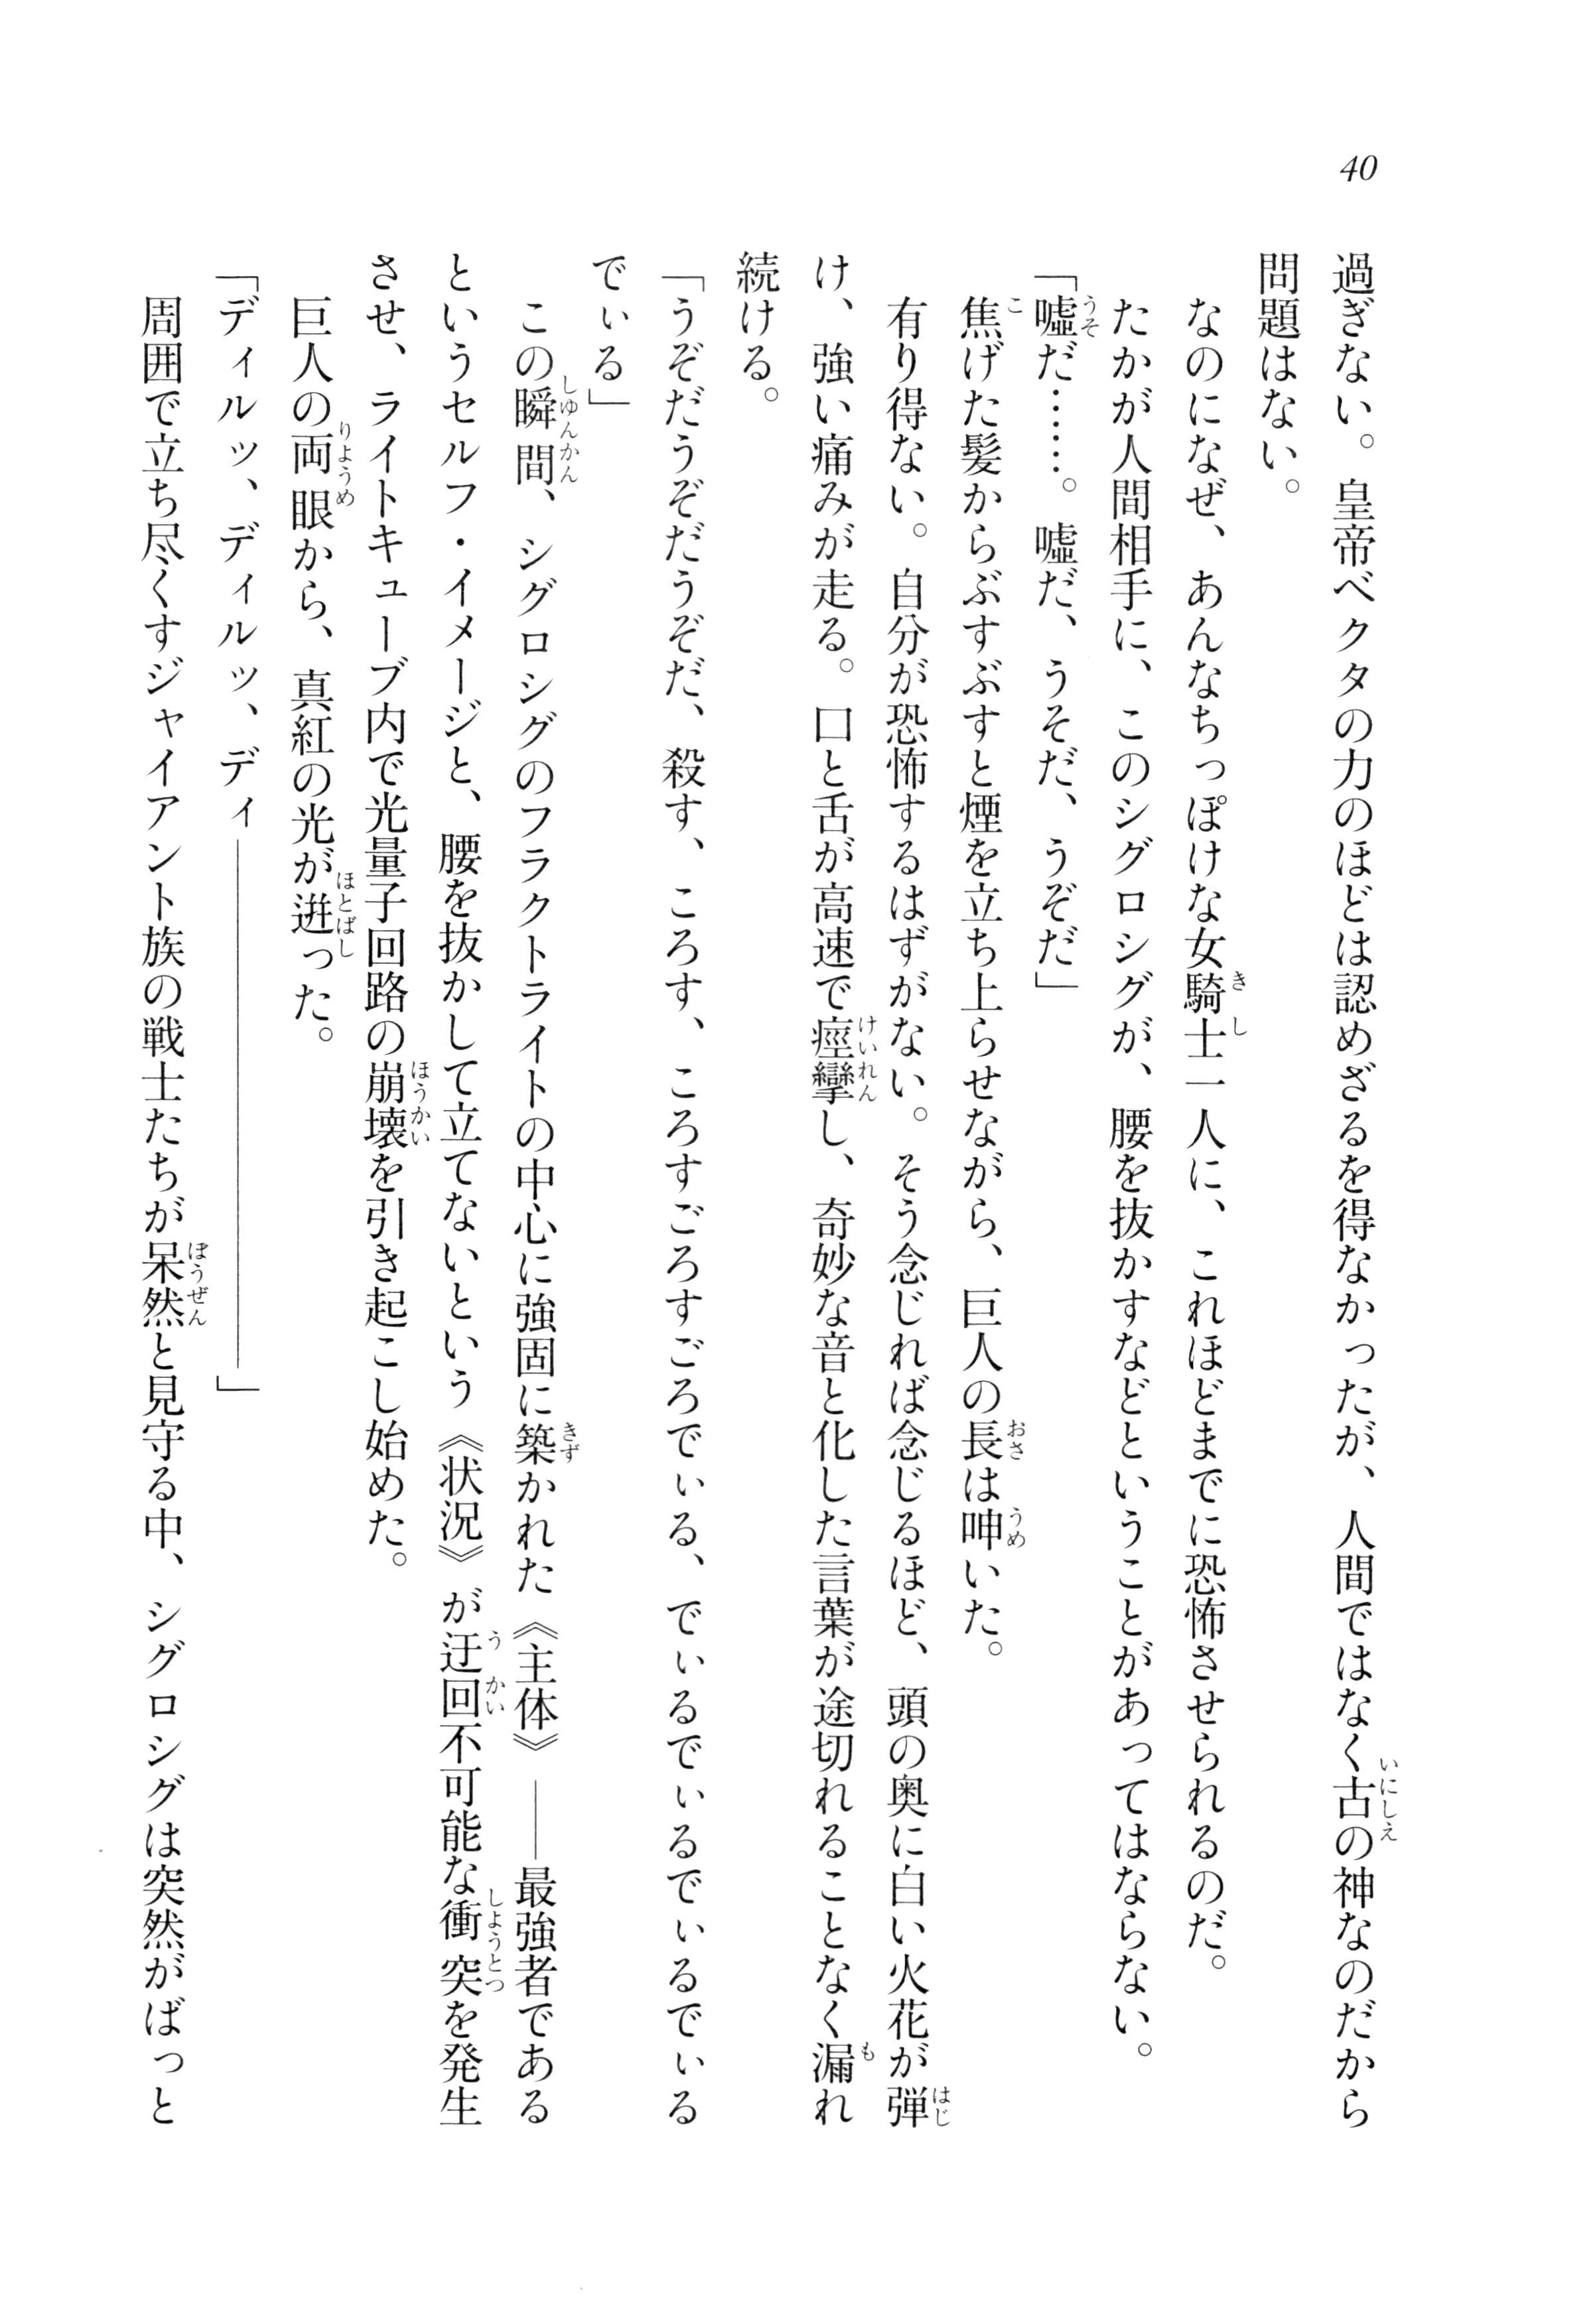 40
過ぎない。皇帝ベクタの力のほどは認めざるを得なかったが、人間ではなく古の神なのだから
問題はない。
なのになぜ、あんなちっぽけな女騎士一人に、これほどまでに恐怖させられるのだ。
たかが人間相手に、このシグロシグが、腰を抜かすなどということがあってはならない。
「嘘だ……。嘘だ、うそだ、うぞだ」
焦げた髪からぶすぶすと煙を立ち上らせながら、巨人の長は呻いた。
有り得ない。自分が恐怖するはずがない。そう念じれば念じるほど、頭の奥に白い火花が弾
け、強い痛みが走る。口と舌が高速で痙攣し、奇妙な音と化した言葉が途切れることなく漏れ
続ける。
「うぞだうぞだうぞだ、殺す、ころす、ころすごろすごろでぃる、でぃるでぃるでぃるでぃる
でぃる」
この瞬間、シグロシグのフラクトライトの中心に強固に築かれた《主体》――最強者である
というセルフ・イメージと、腰を抜かして立てないという《状況》が迂回不可能な衝突を発生
させ、ライトキューブ内で光量子回路の崩壊を引き起こし始めた。
巨人の両眼から、真紅の光が迸った。
「ディルッ、ディルッ、ディ――――――――――――」
周囲で立ち尽くすジャイアント族の戦士たちが呆然と見守る中、シグロシグは突然がばっと